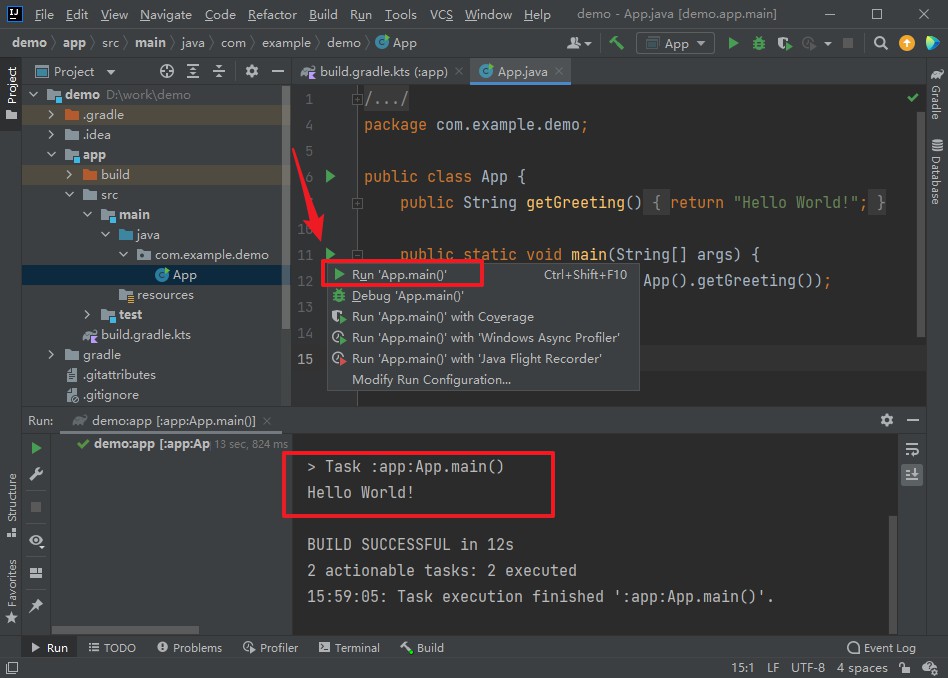 File Edit View Navigate Code Refactor Build Run Tools VCS Window Help demo - App.java [demo.app.main]
demo app src main java com example demo App
App
Project
build.gradle.kts (:app)
App.java
Project
Structure
Favorites
Gradle
Database
demo D:\work\demo
.gradle
.idea
app
build
src
main
java
com.example.demo
App
resources
test
build.gradle.kts
gradle
.gitattributes
.gitignore
1 /.../
4 package com.example.demo;
5
6 public class App {
public String getGreeting() { return "Hello World!"; }
10
11 public static void main(String[] args) {
12 App().getGreeting());
13
14
15
Run 'App.main()' Ctrl+Shift+F10
Debug 'App.main()'
Run 'App.main()' with Coverage
Run 'App.main()' with 'Windows Async Profiler'
Run 'App.main()' with 'Java Flight Recorder'
Modify Run Configuration...
Run: demo:app [:app:App.main()]
demo:app [:app:Ap 13 sec, 824 ms
> Task :app:App.main()
Hello World!
BUILD SUCCESSFUL in 12s
2 actionable tasks: 2 executed
15:59:05: Task execution finished ':app:App.main()'.
Run TODO Problems Profiler Terminal Build Event Log
15:1 LF UTF-8 4 spaces